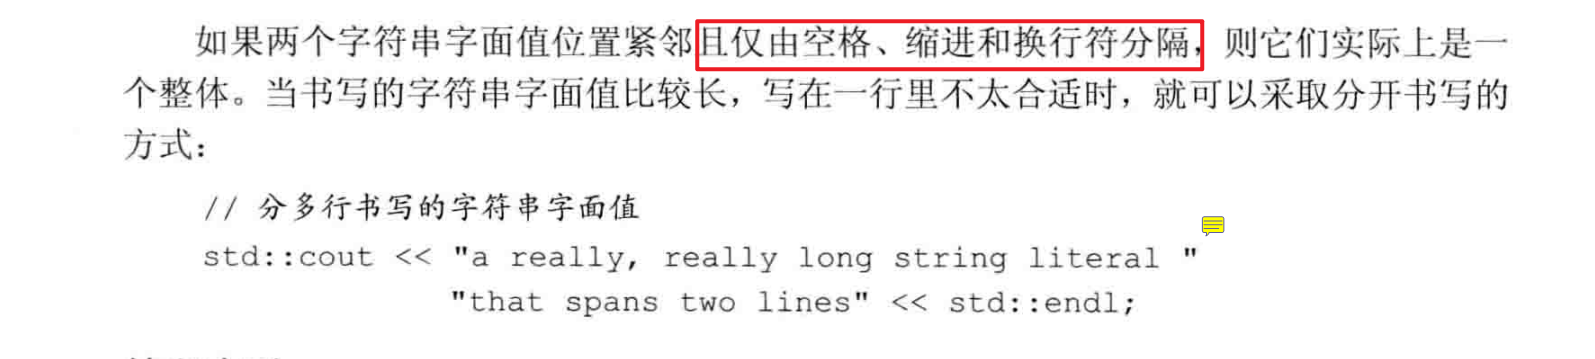 如果两个字符串字面值位置紧邻且仅由空格、缩进和换行符分隔，则它们实际上是一
个整体。当书写的字符串字面值比较长，写在一行里不太合适时，就可以采取分开书写的
方式：
// 分多行书写的字符串字面值
std::cout << "a really, really long string literal "
"that spans two lines" << std::endl;